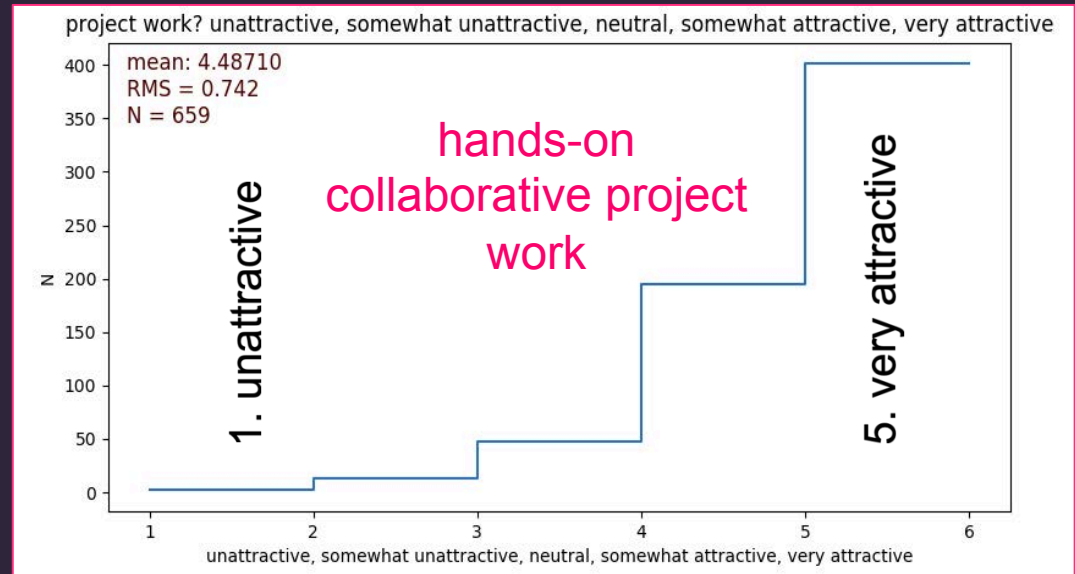 project work? unattractive, somewhat unattractive, neutral, somewhat attractive, very attractive
mean: 4.48710
RMS = 0.742
N = 659
hands-on
collaborative project
work
1. unattractive
5. very attractive
N
400
350
300
250
200
150
100
50
0
1 2 3 4 5 6
unattractive, somewhat unattractive, neutral, somewhat attractive, very attractive